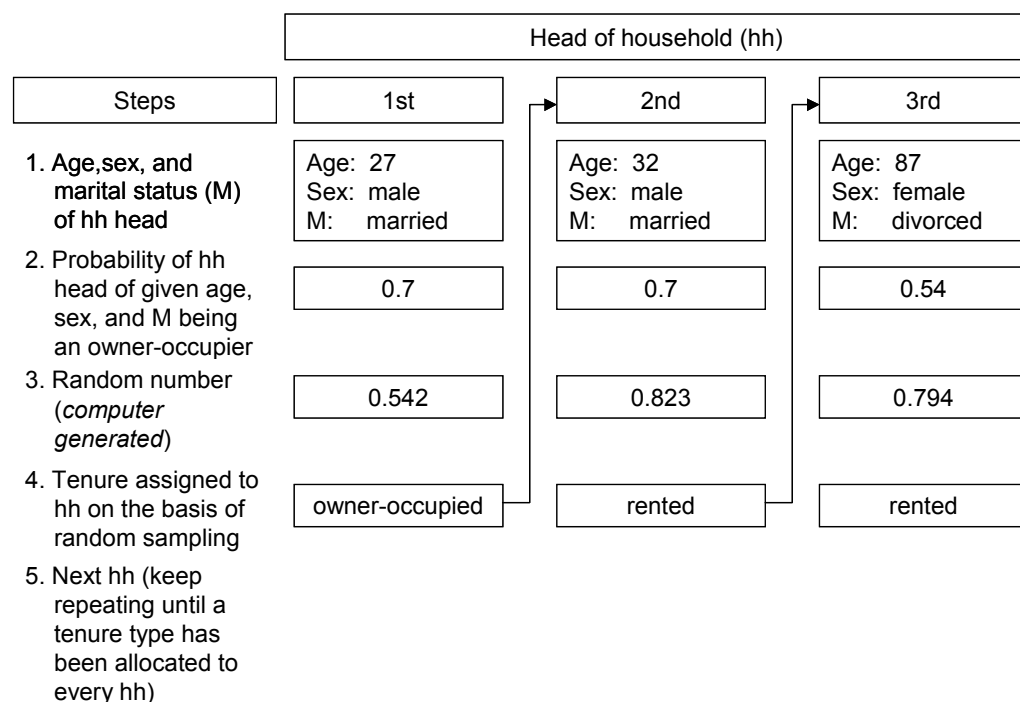 Head of household (hh)
Steps
1st
2nd
3rd
1. Age,sex, and
marital status (M)
of hh head
Age: 27
Sex: male
M: married
Age: 32
Sex: male
M: married
Age: 87
Sex: female
M: divorced
2. Probability of hh
head of given age,
sex, and M being
an owner-occupier
0.7
0.7
0.54
3. Random number
(computer
generated)
0.542
0.823
0.794
4. Tenure assigned to
hh on the basis of
random sampling
owner-occupied
rented
rented
5. Next hh (keep
repeating until a
tenure type has
been allocated to
every hh)